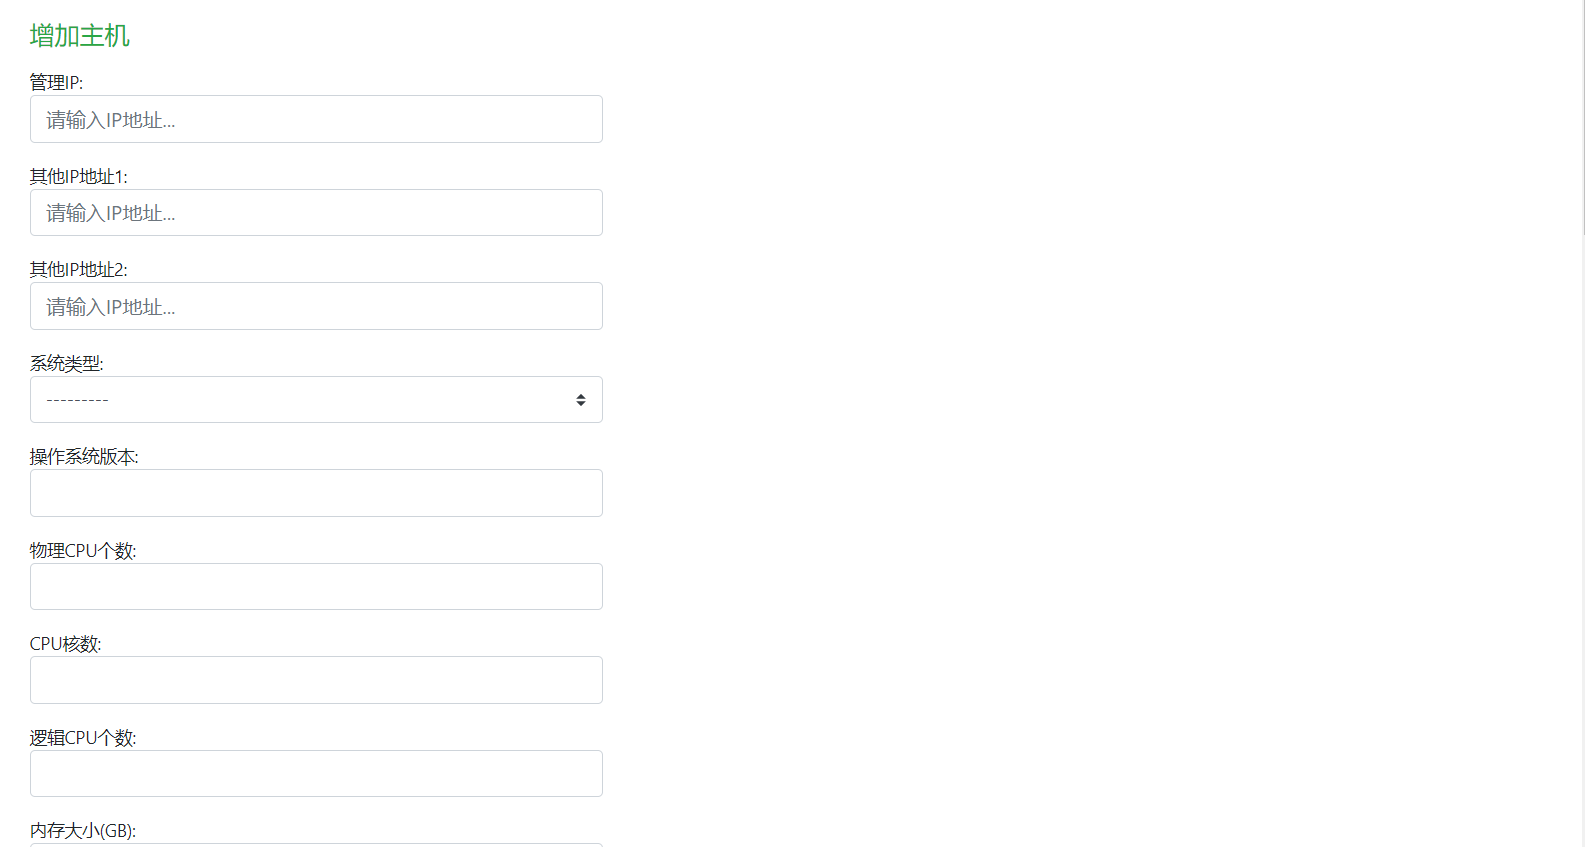 增加主机
管理IP:
请输入IP地址...
其他IP地址1:
请输入IP地址...
其他IP地址2:
请输入IP地址...
系统类型:
---------
操作系统版本:
物理CPU个数:
CPU核数:
逻辑CPU个数:
内存大小(GB):